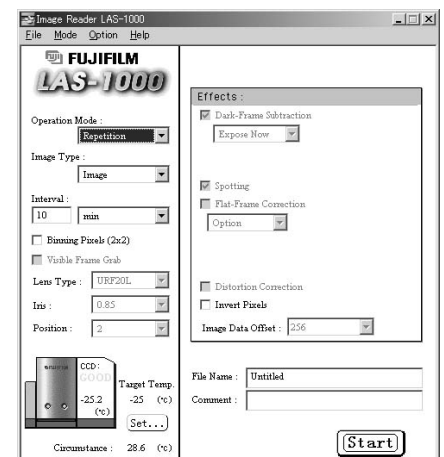 Image Reader LAS-1000
File Mode Option Help
FUJIFILM
LAS-1000
Operation Mode :
Repetition
Image Type :
Image
Interval :
10 min
Binning Pixels (2x2)
Visible Frame Grab
Lens Type : URF20L
Iris : 0.85
Position : 2
FUJIFILM
CCD:
GOOD
-25.2
(℃)
Target Temp.
-25 (℃)
Set...
Circumstance : 28.6 (℃)
Effects :
Dark-Frame Subtraction
Expose Now
Spotting
Flat-Frame Correction
Option
Distortion Correction
Invert Pixels
Image Data Offset : 256
File Name : Untitled
Comment :
Start